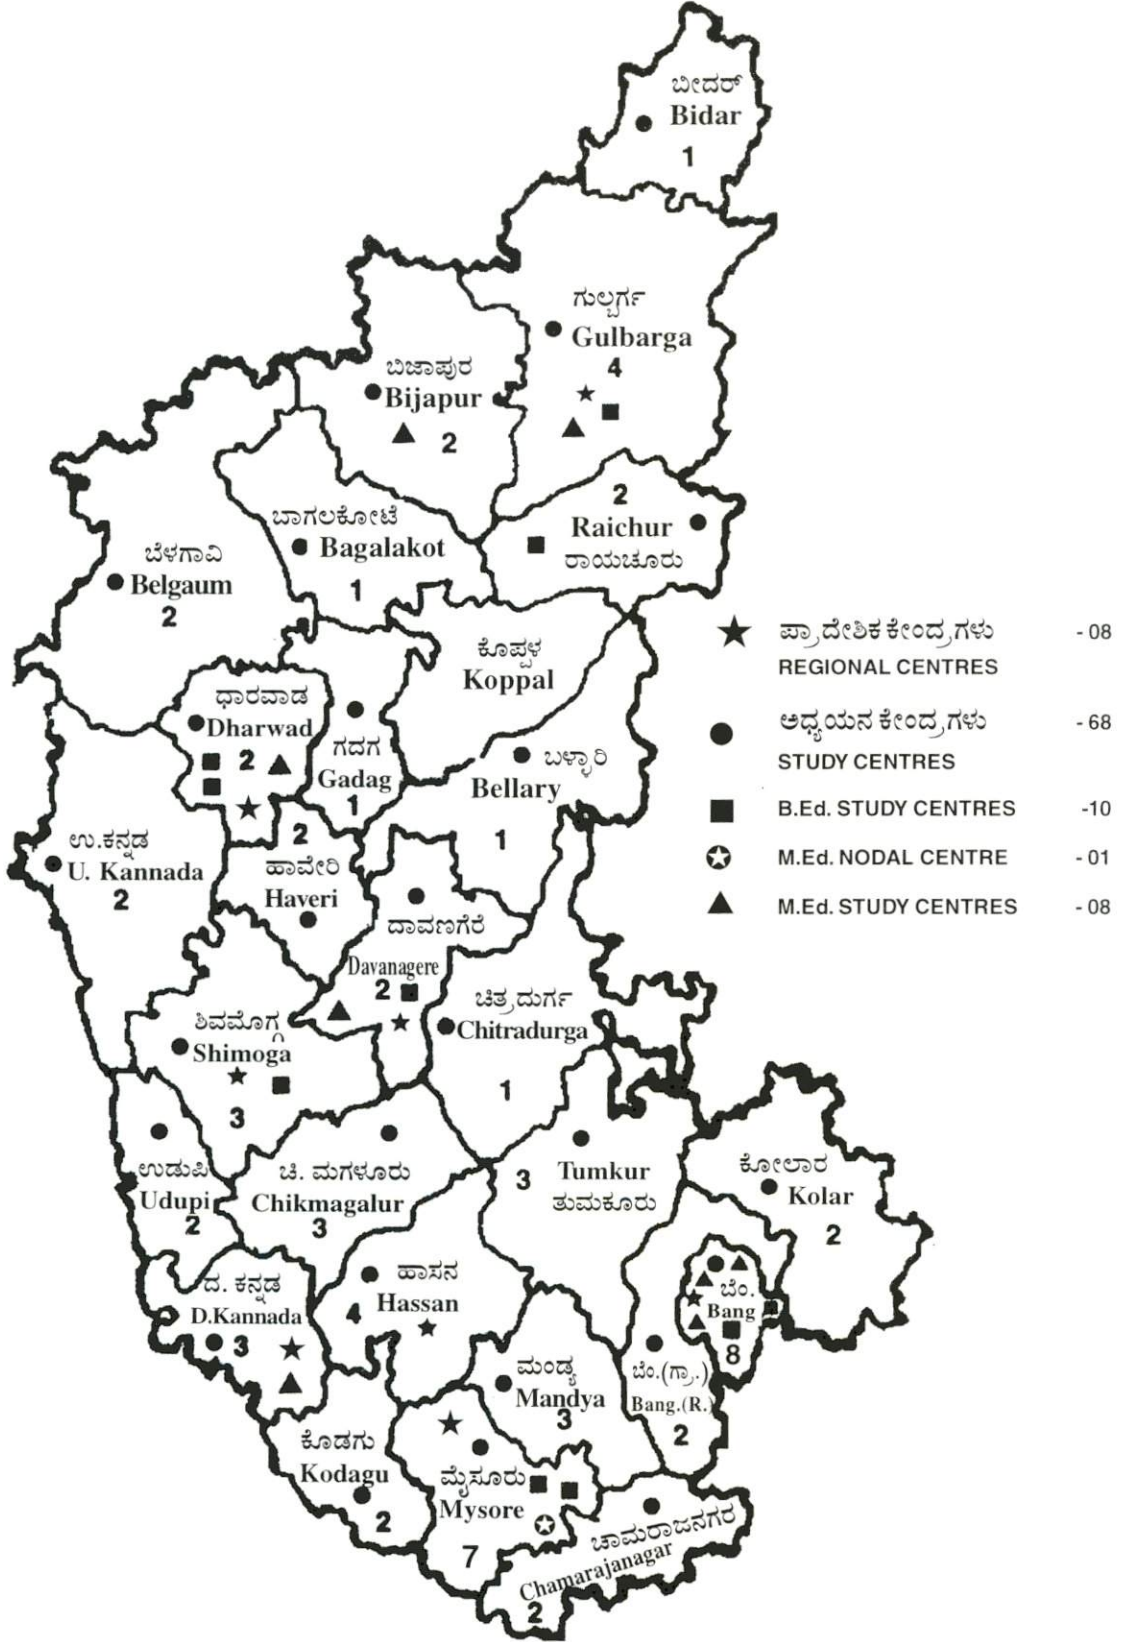 ಬೀದರ್
Bidar
1
ಗುಲ್ಬರ್ಗ
Gulbarga
4
ಬಿಜಾಪುರ
Bijapur
2
2
Raichur
ರಾಯಚೂರು
ಬಾಗಲಕೋಟೆ
Bagalakot
1
ಬೆಳಗಾವಿ
Belgaum
2
ಕೊಪ್ಪಳ
Koppal
ಧಾರವಾಡ
Dharwad
2
ಗದಗ
Gadag
1
ಬಳ್ಳಾರಿ
Bellary
1
ಉ.ಕನ್ನಡ
U. Kannada
2
2
ಹಾವೇರಿ
Haveri
ದಾವಣಗೆರೆ
Davanagere
2
ಚಿತ್ರದುರ್ಗ
Chitradurga
1
ಶಿವಮೊಗ್ಗ
Shimoga
3
ಉಡುಪಿ
Udupi
2
ಚಿ. ಮಗಳೂರು
Chikmagalur
3
3 Tumkur
ತುಮಕೂರು
ಕೋಲಾರ
Kolar
2
ದ. ಕನ್ನಡ
D.Kannada
3
ಹಾಸನ
Hassan
4
ಬೆಂ.
Bang
8
ಬೆಂ.(ಗ್ರಾ.)
Bang.(R.)
2
ಮಂಡ್ಯ
Mandya
3
ಕೊಡಗು
Kodagu
2
ಮೈಸೂರು
Mysore
7
ಚಾಮರಾಜನಗರ
Chamarajanagar
2
ಪ್ರಾದೇಶಿಕ ಕೇಂದ್ರಗಳು - 08
REGIONAL CENTRES
ಅಧ್ಯಯನ ಕೇಂದ್ರಗಳು -68
STUDY CENTRES
B.Ed. STUDY CENTRES -10
M.Ed. NODAL CENTRE - 01
M.Ed. STUDY CENTRES - 08